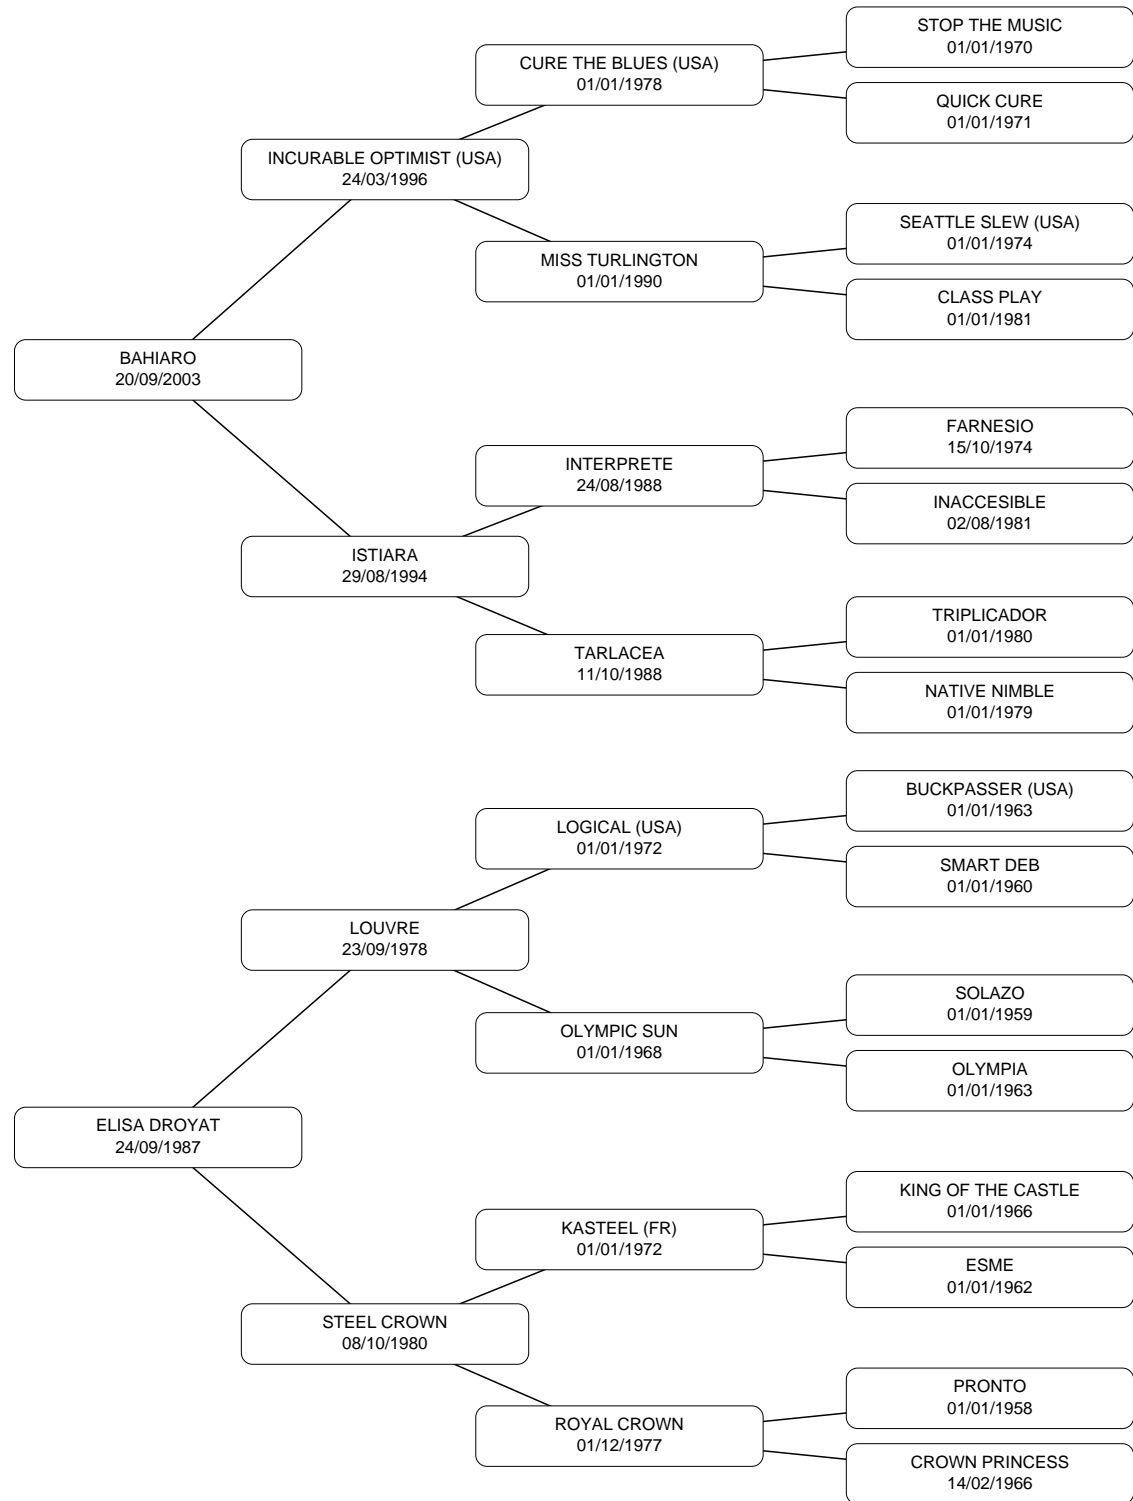 STOP THE MUSIC
01/01/1970
CURE THE BLUES (USA)
01/01/1978
QUICK CURE
01/01/1971
INCURABLE OPTIMIST (USA)
24/03/1996
SEATTLE SLEW (USA)
01/01/1974
MISS TURLINGTON
01/01/1990
CLASS PLAY
01/01/1981
BAHIARO
20/09/2003
FARNESIO
15/10/1974
INTERPRETE
24/08/1988
INACCESIBLE
02/08/1981
ISTIARA
29/08/1994
TRIPLICADOR
01/01/1980
TARLACEA
11/10/1988
NATIVE NIMBLE
01/01/1979
BUCKPASSER (USA)
01/01/1963
LOGICAL (USA)
01/01/1972
SMART DEB
01/01/1960
LOUVRE
23/09/1978
SOLAZO
01/01/1959
OLYMPIC SUN
01/01/1968
OLYMPIA
01/01/1963
ELISA DROYAT
24/09/1987
KING OF THE CASTLE
01/01/1966
KASTEEL (FR)
01/01/1972
ESME
01/01/1962
STEEL CROWN
08/10/1980
PRONTO
01/01/1958
ROYAL CROWN
01/12/1977
CROWN PRINCESS
14/02/1966